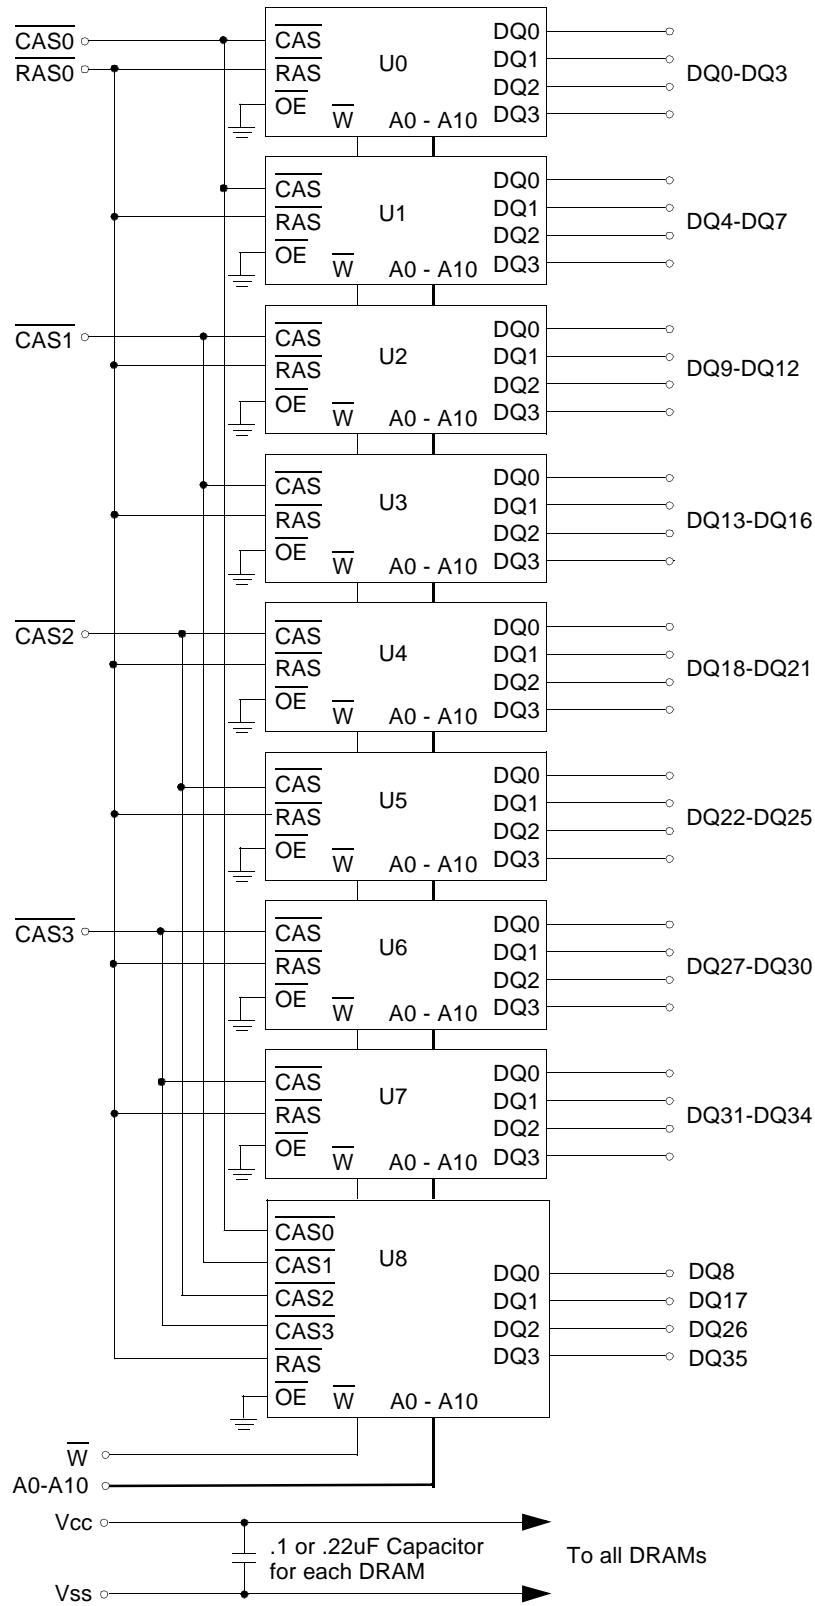 CAS0
RAS0
CAS
RAS
OE
U0
W
A0 - A10
DQ0
DQ1
DQ2
DQ3
DQ0-DQ3
CAS
RAS
OE
U1
W
A0 - A10
DQ0
DQ1
DQ2
DQ3
DQ4-DQ7
CAS1
CAS
RAS
OE
U2
W
A0 - A10
DQ0
DQ1
DQ2
DQ3
DQ9-DQ12
CAS
RAS
OE
U3
W
A0 - A10
DQ0
DQ1
DQ2
DQ3
DQ13-DQ16
CAS2
CAS
RAS
OE
U4
W
A0 - A10
DQ0
DQ1
DQ2
DQ3
DQ18-DQ21
CAS
RAS
OE
U5
W
A0 - A10
DQ0
DQ1
DQ2
DQ3
DQ22-DQ25
CAS3
CAS
RAS
OE
U6
W
A0 - A10
DQ0
DQ1
DQ2
DQ3
DQ27-DQ30
CAS
RAS
OE
U7
W
A0 - A10
DQ0
DQ1
DQ2
DQ3
DQ31-DQ34
CAS0
CAS1
CAS2
CAS3
RAS
OE
U8
W
A0 - A10
DQ0
DQ1
DQ2
DQ3
DQ8
DQ17
DQ26
DQ35
W
A0-A10
Vcc
.1 or .22uF Capacitor
for each DRAM
To all DRAMs
Vss